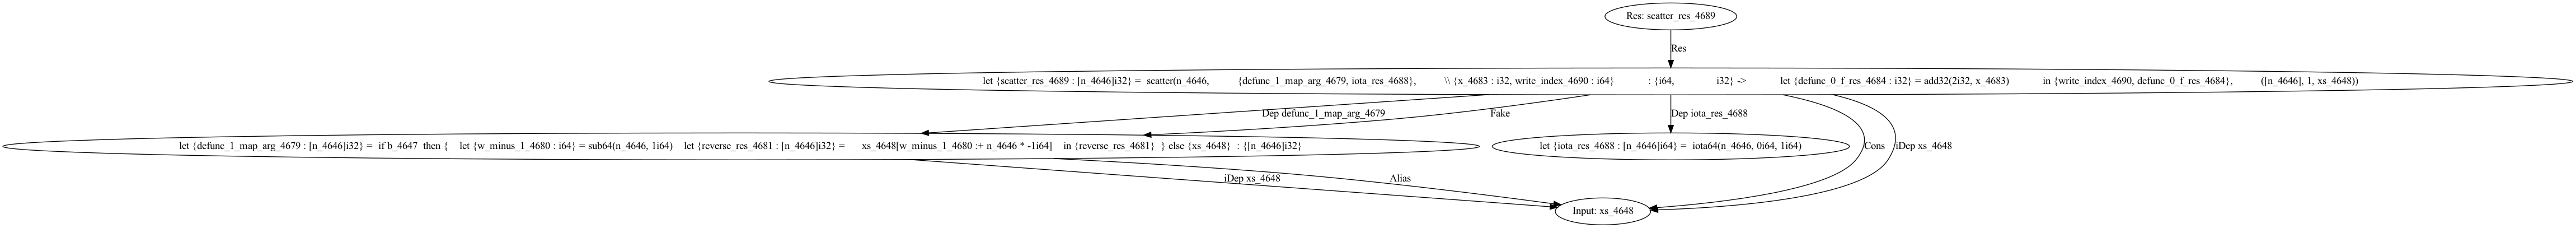 Res: scatter_res_4689
Res
let {scatter_res_4689 : [n_4646]i32} = scatter(n_4646, {defunc_1_map_arg_4679, iota_res_4688}, \\ {x_4683 : i32, write_index_4690 : i64} : {i64, i32} -> let {defunc_0_f_res_4684 : i32} = add32(2i32, x_4683) in {write_index_4690, defunc_0_f_res_4684}, ([n_4646], 1, xs_4648))
Dep defunc_1_map_arg_4679
Fake
Dep iota_res_4688
Cons
iDep xs_4648
let {defunc_1_map_arg_4679 : [n_4646]i32} = if b_4647 then { let {w_minus_1_4680 : i64} = sub64(n_4646, 1i64) let {reverse_res_4681 : [n_4646]i32} = xs_4648[w_minus_1_4680 :+ n_4646 * -1i64] in {reverse_res_4681} } else {xs_4648} : {[n_4646]i32}
let {iota_res_4688 : [n_4646]i64} = iota64(n_4646, 0i64, 1i64)
iDep xs_4648
Alias
Input: xs_4648